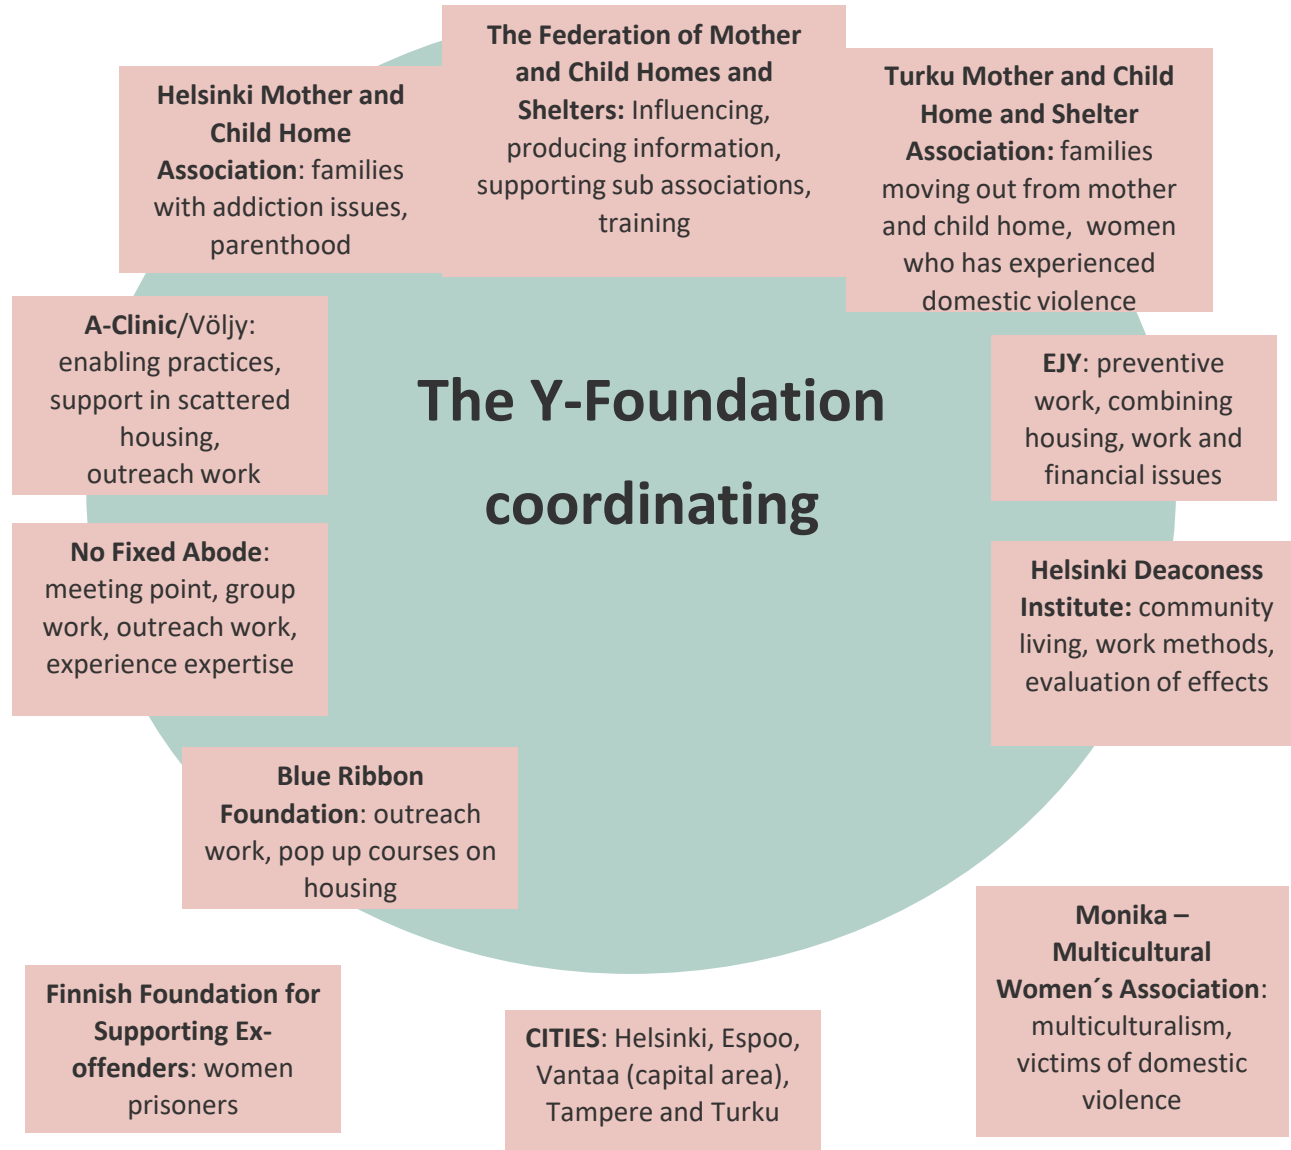 The Federation of Mother
and Child Homes and
Shelters: Influencing,
producing information,
supporting sub associations,
training
Helsinki Mother and
Child Home
Association: families
with addiction issues,
parenthood
Turku Mother and Child
Home and Shelter
Association: families
moving out from mother
and child home, women
who has experienced
domestic violence
A-Clinic/Völjy:
enabling practices,
support in scattered
housing,
outreach work
The Y-Foundation
coordinating
EJY: preventive
work, combining
housing, work and
financial issues
No Fixed Abode:
meeting point, group
work, outreach work,
experience expertise
Helsinki Deaconess
Institute: community
living, work methods,
evaluation of effects
Blue Ribbon
Foundation: outreach
work, pop up courses on
housing
Monika –
Multicultural
Women´s Association:
multiculturalism,
victims of domestic
violence
Finnish Foundation for
Supporting Ex-
offenders: women
prisoners
CITIES: Helsinki, Espoo,
Vantaa (capital area),
Tampere and Turku